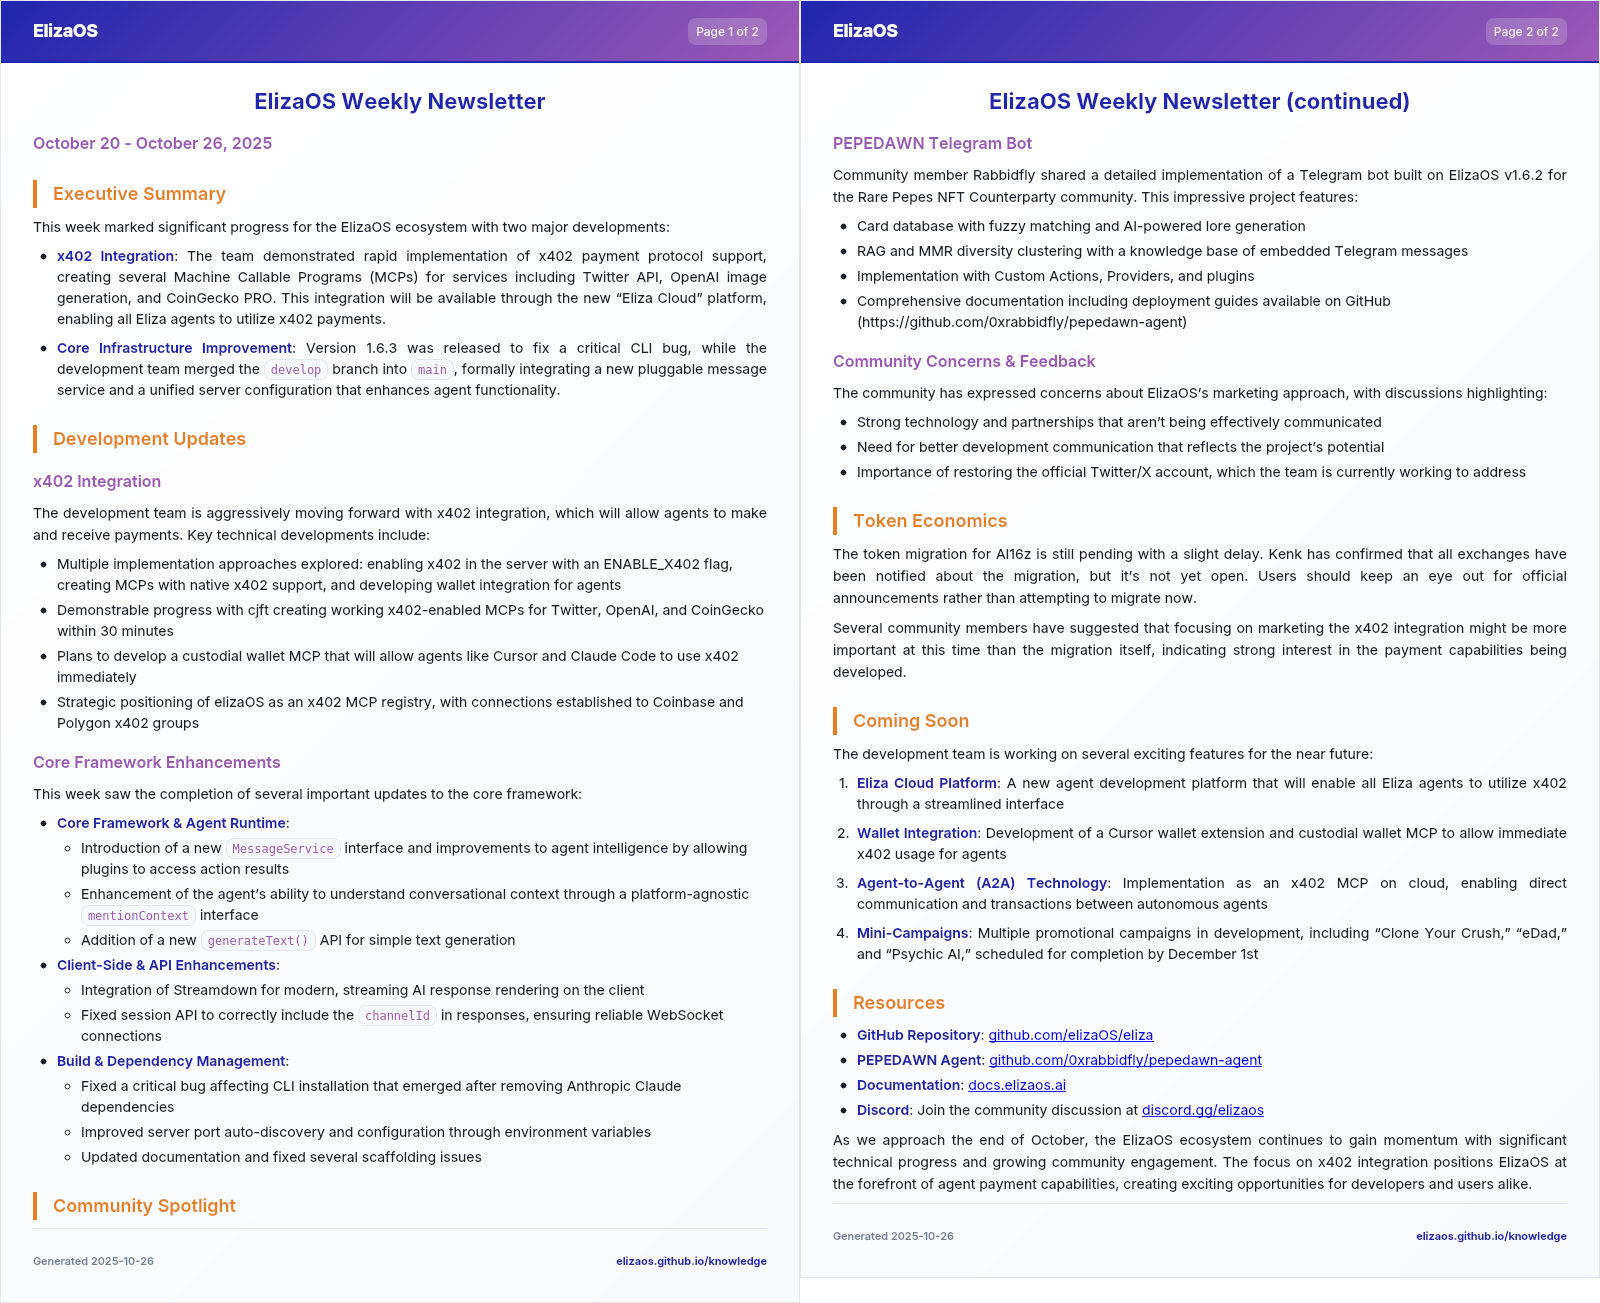 ElizaOS
Page 1 of 2
ElizaOS Weekly Newsletter
October 20 - October 26, 2025
Executive Summary
This week marked significant progress for the ElizaOS ecosystem with two major developments:
• x402 Integration: The team demonstrated rapid implementation of x402 payment protocol support,
creating several Machine Callable Programs (MCPs) for services including Twitter API, OpenAI image
generation, and CoinGecko PRO. This integration will be available through the new “Eliza Cloud” platform,
enabling all Eliza agents to utilize x402 payments.
• Core Infrastructure Improvement: Version 1.6.3 was released to fix a critical CLI bug, while the
development team merged the develop branch into main, formally integrating a new pluggable message
service and a unified server configuration that enhances agent functionality.
Development Updates
x402 Integration
The development team is aggressively moving forward with x402 integration, which will allow agents to make
and receive payments. Key technical developments include:
• Multiple implementation approaches explored: enabling x402 in the server with an ENABLE_X402 flag,
creating MCPs with native x402 support, and developing wallet integration for agents
• Demonstrable progress with cjft creating working x402-enabled MCPs for Twitter, OpenAI, and CoinGecko
within 30 minutes
• Plans to develop a custodial wallet MCP that will allow agents like Cursor and Claude Code to use x402
immediately
• Strategic positioning of elizaOS as an x402 MCP registry, with connections established to Coinbase and
Polygon x402 groups
Core Framework Enhancements
This week saw the completion of several important updates to the core framework:
• Core Framework & Agent Runtime:
◦ Introduction of a new MessageService interface and improvements to agent intelligence by allowing
plugins to access action results
◦ Enhancement of the agent’s ability to understand conversational context through a platform-agnostic
mentionContext interface
◦ Addition of a new generateText() API for simple text generation
• Client-Side & API Enhancements:
◦ Integration of Streamdown for modern, streaming AI response rendering on the client
◦ Fixed session API to correctly include the channelId in responses, ensuring reliable WebSocket
connections
• Build & Dependency Management:
◦ Fixed a critical bug affecting CLI installation that emerged after removing Anthropic Claude
dependencies
◦ Improved server port auto-discovery and configuration through environment variables
◦ Updated documentation and fixed several scaffolding issues
Community Spotlight
Generated 2025-10-26
elizaos.github.io/knowledge
ElizaOS
Page 2 of 2
ElizaOS Weekly Newsletter (continued)
PEPEDAWN Telegram Bot
Community member Rabbidfly shared a detailed implementation of a Telegram bot built on ElizaOS v1.6.2 for
the Rare Pepes NFT Counterparty community. This impressive project features:
• Card database with fuzzy matching and AI-powered lore generation
• RAG and MMR diversity clustering with a knowledge base of embedded Telegram messages
• Implementation with Custom Actions, Providers, and plugins
• Comprehensive documentation including deployment guides available on GitHub
(https://github.com/0xrabbidfly/pepedawn-agent)
Community Concerns & Feedback
The community has expressed concerns about ElizaOS’s marketing approach, with discussions highlighting:
• Strong technology and partnerships that aren’t being effectively communicated
• Need for better development communication that reflects the project’s potential
• Importance of restoring the official Twitter/X account, which the team is currently working to address
Token Economics
The token migration for AI16z is still pending with a slight delay. Kenk has confirmed that all exchanges have
been notified about the migration, but it’s not yet open. Users should keep an eye out for official
announcements rather than attempting to migrate now.
Several community members have suggested that focusing on marketing the x402 integration might be more
important at this time than the migration itself, indicating strong interest in the payment capabilities being
developed.
Coming Soon
The development team is working on several exciting features for the near future:
1. Eliza Cloud Platform: A new agent development platform that will enable all Eliza agents to utilize x402
through a streamlined interface
2. Wallet Integration: Development of a Cursor wallet extension and custodial wallet MCP to allow immediate
x402 usage for agents
3. Agent-to-Agent (A2A) Technology: Implementation as an x402 MCP on cloud, enabling direct
communication and transactions between autonomous agents
4. Mini-Campaigns: Multiple promotional campaigns in development, including “Clone Your Crush,” “eDad,”
and “Psychic AI,” scheduled for completion by December 1st
Resources
• GitHub Repository: github.com/elizaOS/eliza
• PEPEDAWN Agent: github.com/0xrabbidfly/pepedawn-agent
• Documentation: docs.elizaos.ai
• Discord: Join the community discussion at discord.gg/elizaos
As we approach the end of October, the ElizaOS ecosystem continues to gain momentum with significant
technical progress and growing community engagement. The focus on x402 integration positions ElizaOS at
the forefront of agent payment capabilities, creating exciting opportunities for developers and users alike.
Generated 2025-10-26
elizaos.github.io/knowledge